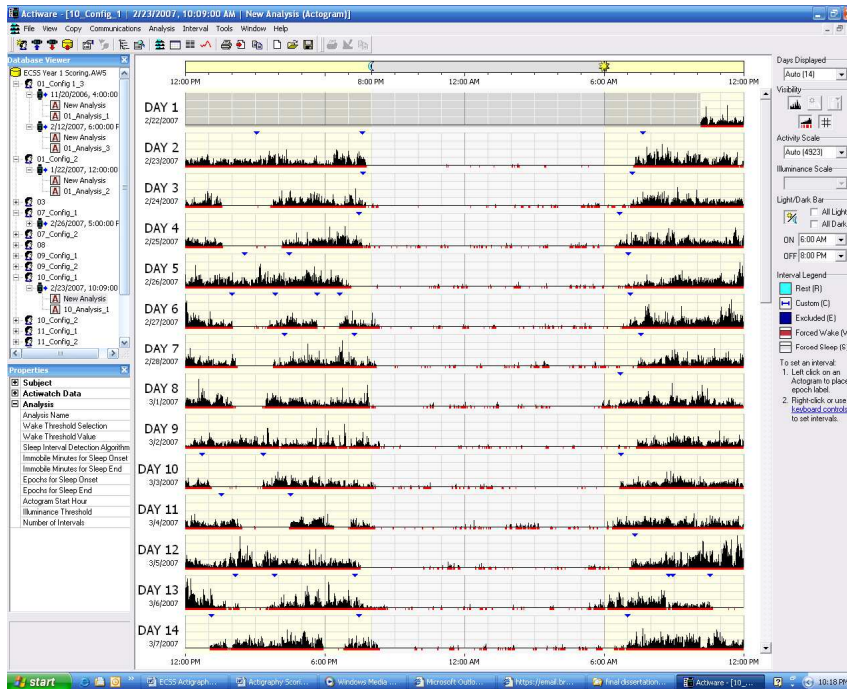 Actiware - [10_Config_1 | 2/23/2007, 10:09:00 AM | New Analysis (Actogram)]
File View Copy Communications Analysis Interval Tools Window Help
Database Viewer
ECSS Year 1 Scoring.AW5
01_Config 1_3
11/20/2006, 4:00:00
New Analysis
01_Analysis_1
2/12/2007, 6:00:00 F
New Analysis
01_Analysis_3
01_Config_2
1/22/2007, 12:00:00
New Analysis
01_Analysis_2
03
07_Config_1
2/26/2007, 5:00:00 F
07_Config_2
08
09_Config_1
09_Config_2
10_Config_1
2/23/2007, 10:09:00
New Analysis
10_Analysis_1
10_Config_2
11_Config_1
11_Config_2
Properties
Subject
Actiwatch Data
Analysis
Analysis Name
Wake Threshold Selection
Wake Threshold Value
Sleep Interval Detection Algorithm
Immobile Minutes for Sleep Onset
Immobile Minutes for Sleep End
Epochs for Sleep Onset
Epochs for Sleep End
Actogram Start Hour
Illuminance Threshold
Number of Intervals
12:00 PM 8:00 PM 12:00 AM 6:00 AM 12:00 PM
DAY 1
2/22/2007
DAY 2
2/23/2007
DAY 3
2/24/2007
DAY 4
2/25/2007
DAY 5
2/26/2007
DAY 6
2/27/2007
DAY 7
2/28/2007
DAY 8
3/1/2007
DAY 9
3/2/2007
DAY 10
3/3/2007
DAY 11
3/4/2007
DAY 12
3/5/2007
DAY 13
3/6/2007
DAY 14
3/7/2007
12:00 PM 6:00 PM 12:00 AM 6:00 AM 12:00 PM
Days Displayed
Auto (14)
Visibility
Activity Scale
Auto (4923)
Illuminance Scale
Light/Dark Bar
All Light
All Dark
ON 6:00 AM
OFF 8:00 PM
Interval Legend
Rest (R)
Custom (C)
Excluded (E)
Forced Wake (W
Forced Sleep (S
To set an interval:
1. Left click on an
Actogram to place
epoch label.
2. Right-click or use
keyboard controls
to set intervals.
start
ECSS Actigraph...
Actigraphy Scori...
Windows Media ...
Microsoft Outlo...
https://email.br...
final dissertation...
Actiware - [10_...
10:18 PM